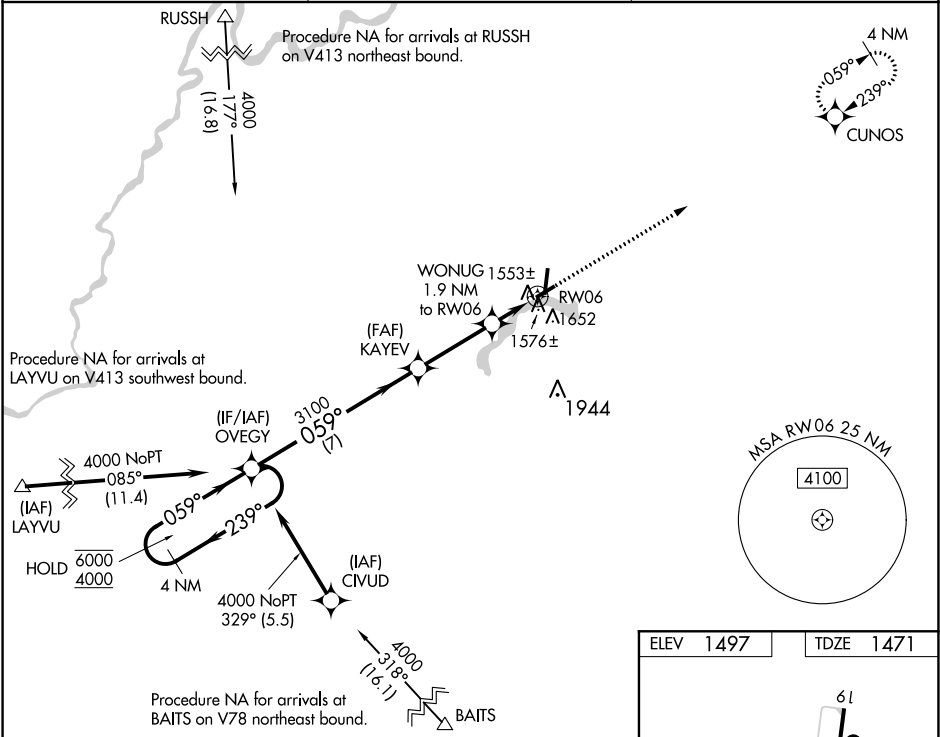 RUSSH
Procedure NA for arrivals at RUSSH
on V413 northeast bound.
4000
177°
(16.8)
4 NM
059°
239°
CUNOS
WONUG
1.9 NM
to RW06
1553±
RW06
1652
1576±
(FAF)
KAYEV
1944
Procedure NA for arrivals at
LAYVU on V413 southwest bound.
(IF/IAF)
OVEGY
3100
059°
(7)
4000 NoPT
085°
(11.4)
(IAF)
LAYVU
059°
239°
HOLD
6000
4000
4 NM
(IAF)
CIVUD
4000 NoPT
329° (5.5)
MSA RW06 25 NM
4100
4000
318°
(16.1)
BAITS
Procedure NA for arrivals at
BAITS on V78 northeast bound.
ELEV 1497
TDZE 1471
19